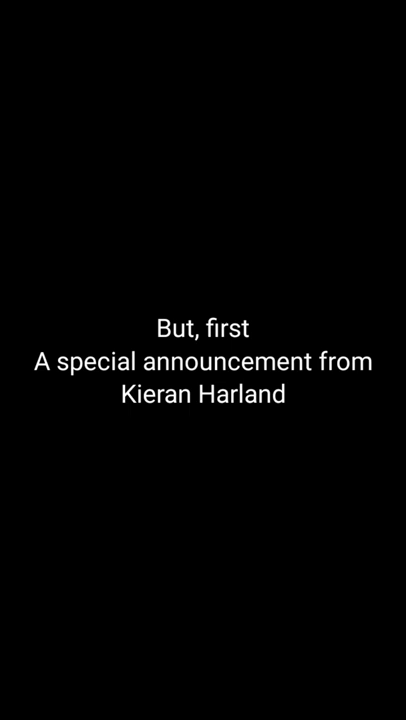 But, first
A special announcement from
Kieran Harland